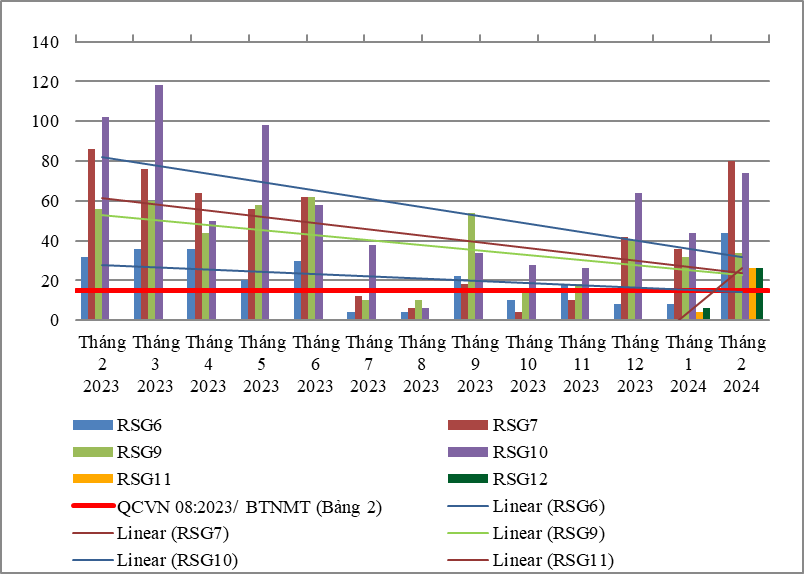 140
120
100
80
60
40
20
0
Tháng Tháng Tháng Tháng Tháng Tháng Tháng Tháng Tháng Tháng Tháng Tháng Tháng
2 3 4 5 6 7 8 9 10 11 12 1 2
2023 2023 2023 2023 2023 2023 2023 2023 2023 2023 2023 2024 2024
RSG6 RSG7
RSG9 RSG10
RSG11 RSG12
QCVN 08:2023/ BTNMT (Bảng 2) Linear (RSG6)
Linear (RSG7) Linear (RSG9)
Linear (RSG10) Linear (RSG11)